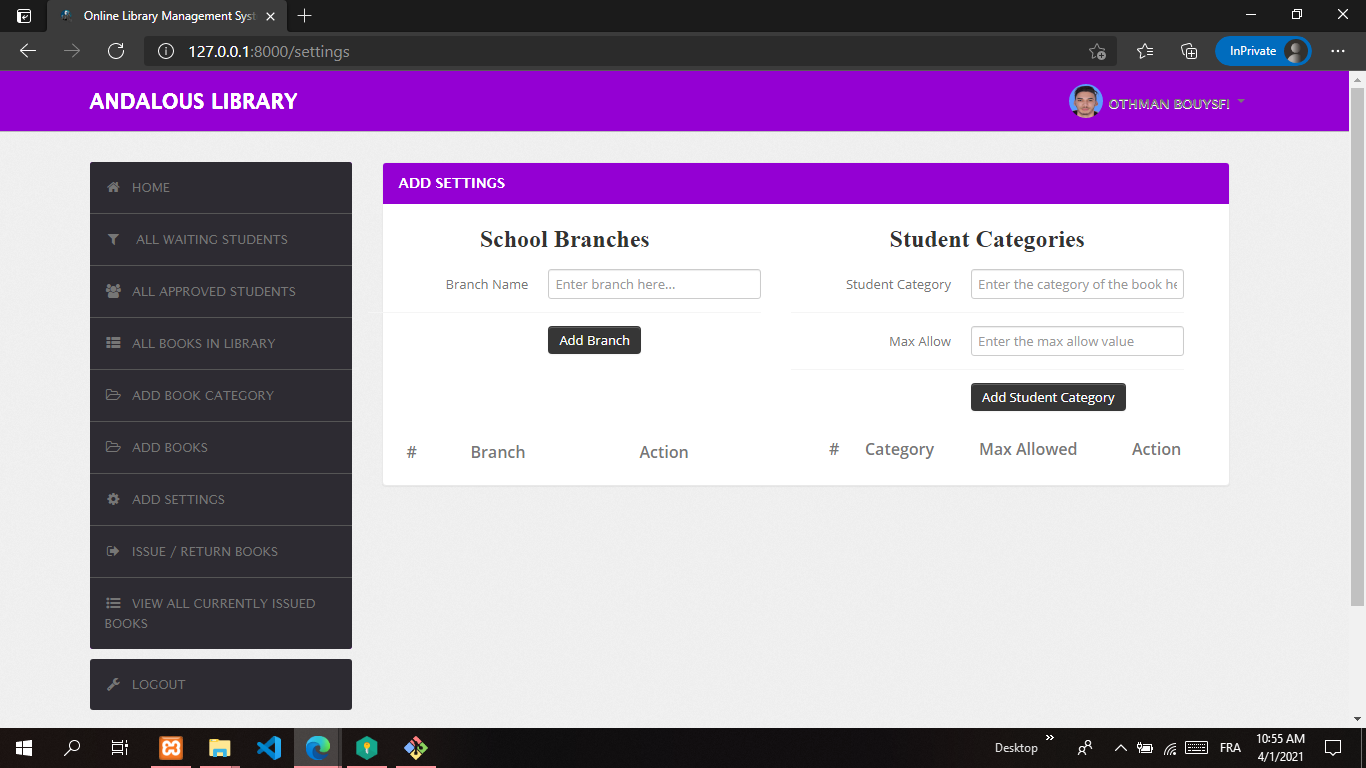 Online Library Management Syst
127.0.0.1:8000/settings
InPrivate
ANDALOUS LIBRARY
OTHMAN BOUYSFI
HOME
ALL WAITING STUDENTS
ALL APPROVED STUDENTS
ALL BOOKS IN LIBRARY
ADD BOOK CATEGORY
ADD BOOKS
ADD SETTINGS
ISSUE / RETURN BOOKS
VIEW ALL CURRENTLY ISSUED
BOOKS
LOGOUT
ADD SETTINGS
School Branches
Branch Name
Enter branch here...
Add Branch
# Branch Action
Student Categories
Student Category
Enter the category of the book he
Max Allow
Enter the max allow value
Add Student Category
# Category Max Allowed Action
Desktop
FRA
10:55 AM
4/1/2021